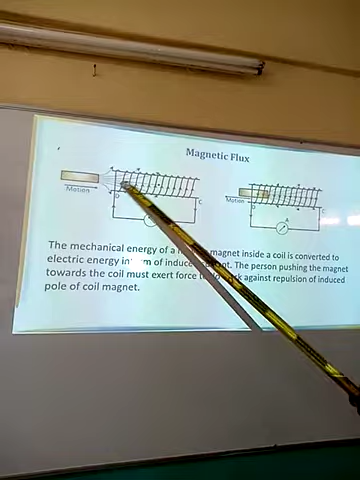 Magnetic Flux
Motion
Motion
The mechanical energy of a magnet inside a coil is converted to
electric energy in of The person pushing the magnet
towards the coil must exert force against repulsion of induced
pole of coil magnet.